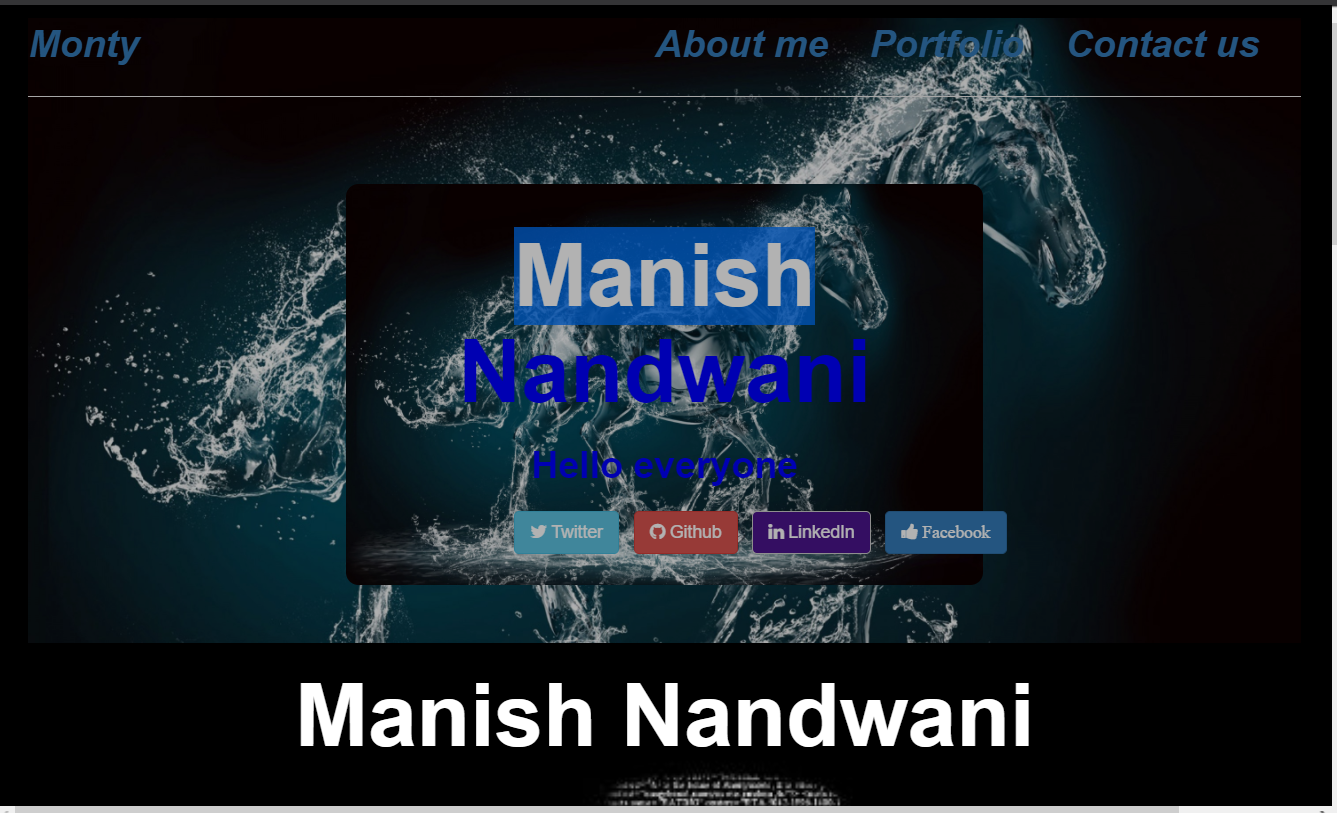 Monty About me Portfolio Contact us
Manish
Nandwani
Hello everyone
Twitter Github LinkedIn Facebook
Manish Nandwani